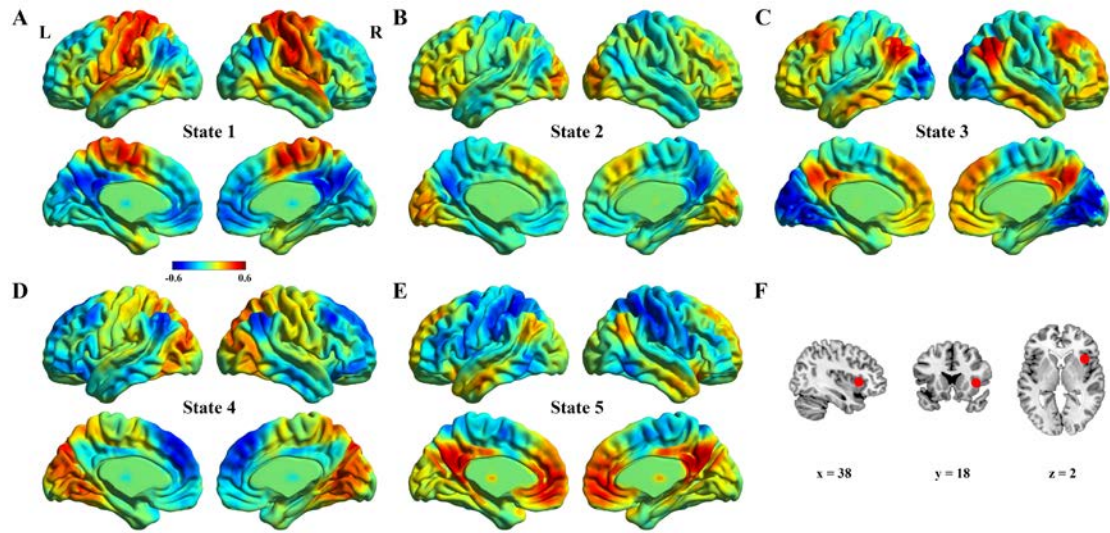 A
L
R
State 1
B
State 2
C
State 3
-0.6 0.6
D
State 4
E
State 5
F
x = 38 y = 18 z = 2